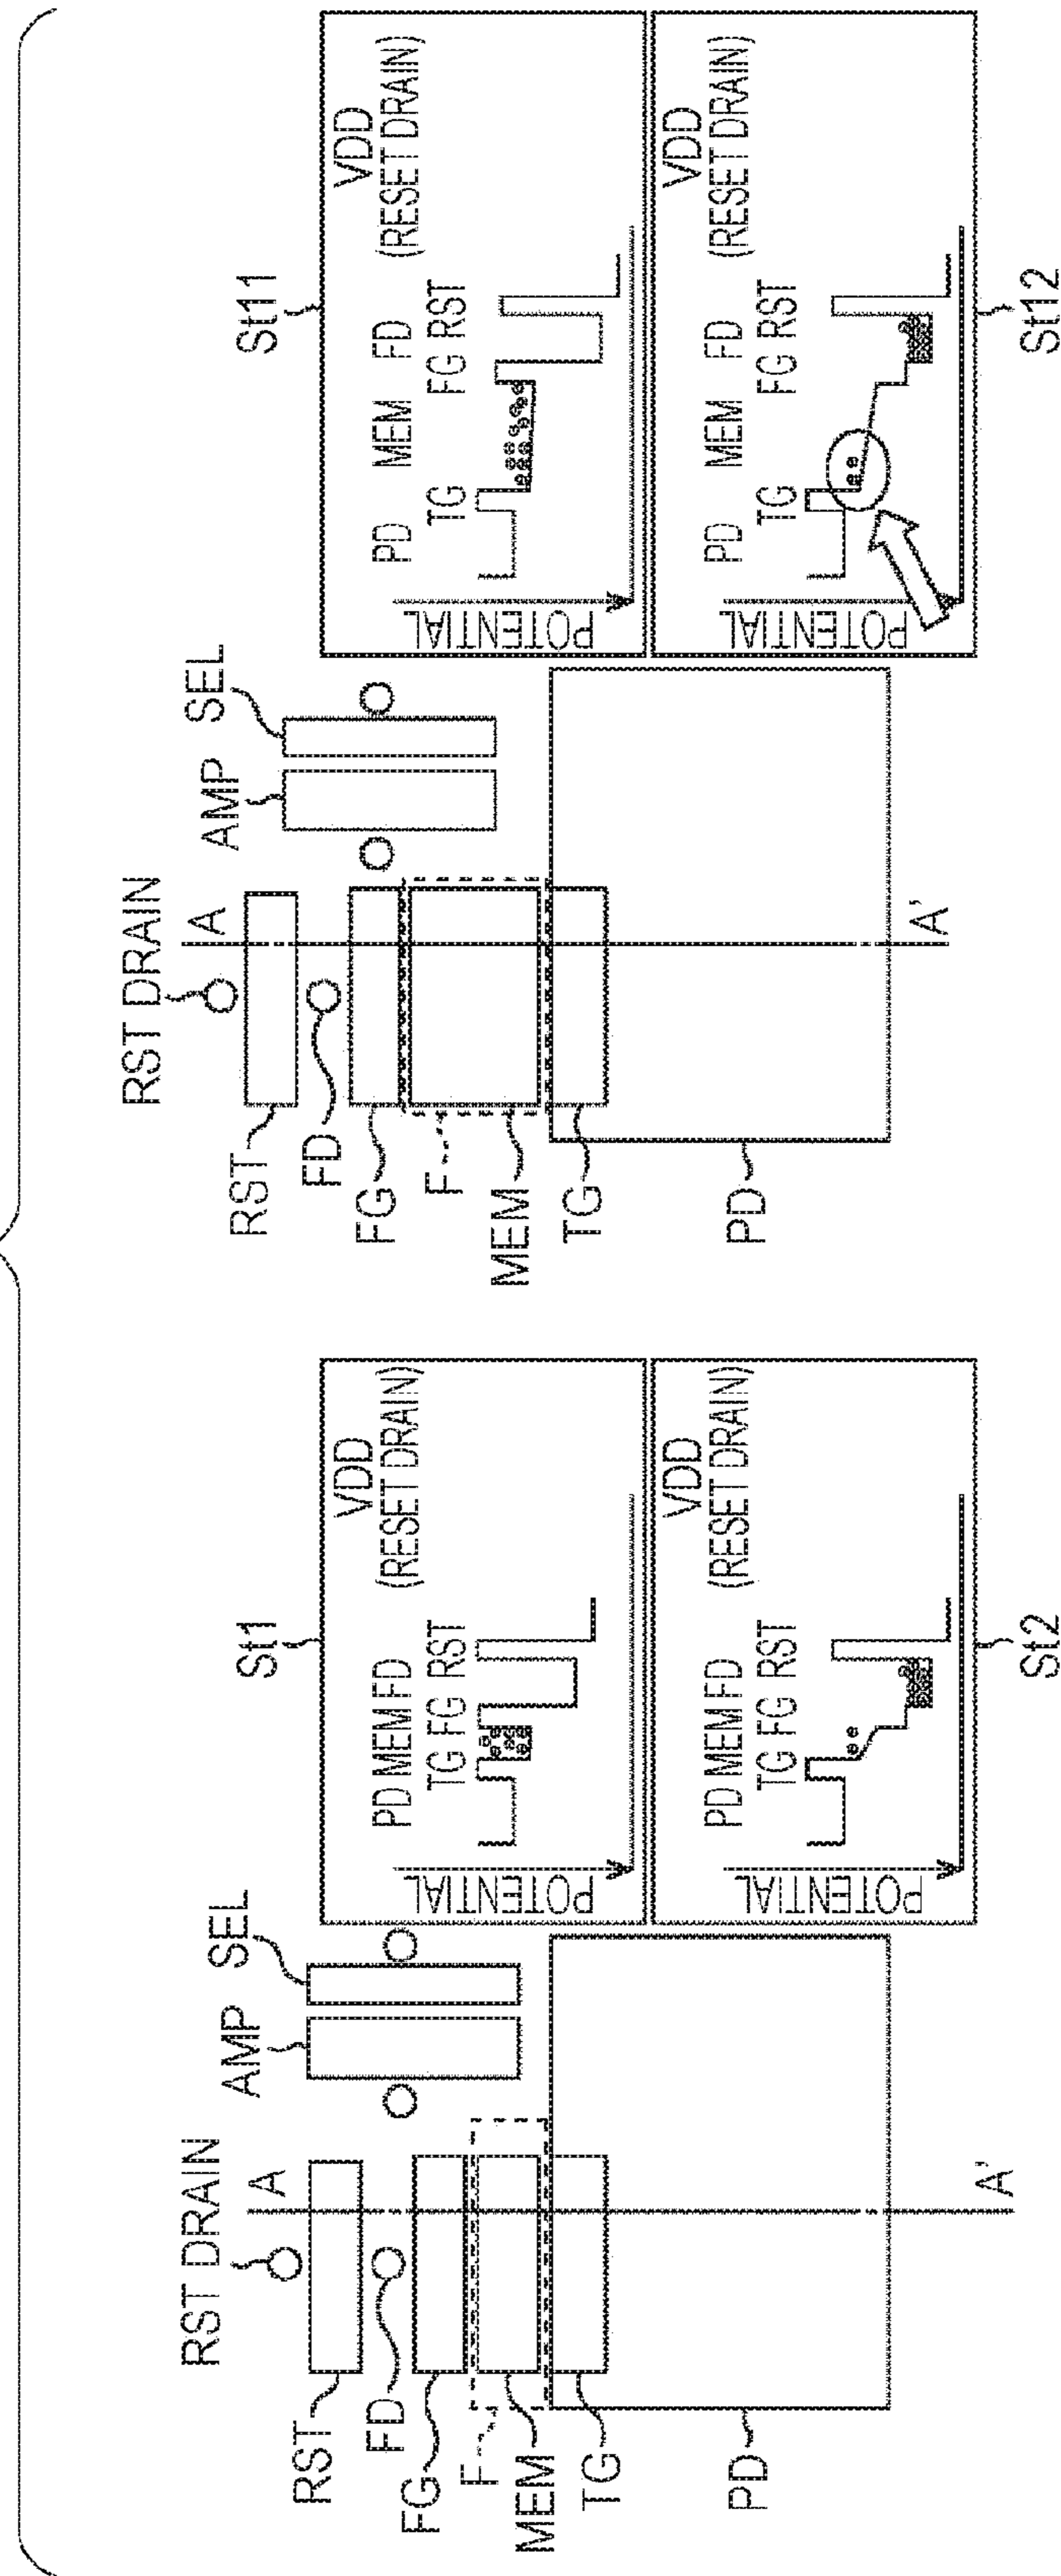 RST DRAIN
A
RST
FD
FG
F
MEM
TG
PD
A'
AMP
SEL
St1
VDD
(RESET DRAIN)
PD MEM FD
TG FG RST
POTENTIAL
VDD
(RESET DRAIN)
PD MEM FD
TG FG RST
POTENTIAL
St2
RST DRAIN
A
RST
FD
FG
F
MEM
TG
PD
A'
AMP
SEL
St11
VDD
(RESET DRAIN)
PD MEM FD
TG FG RST
POTENTIAL
VDD
(RESET DRAIN)
PD MEM FD
TG FG RST
POTENTIAL
St12